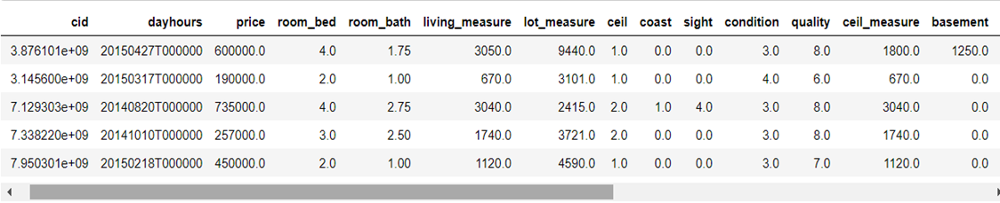 cid dayhours price room_bed room_bath living_measure lot_measure ceil coast sight condition quality ceil_measure basement
3.876101e+09 20150427T000000 600000.0 4.0 1.75 3050.0 9440.0 1.0 0.0 0.0 3.0 8.0 1800.0 1250.0
3.145600e+09 20150317T000000 190000.0 2.0 1.00 670.0 3101.0 1.0 0.0 0.0 4.0 6.0 670.0 0.0
7.129303e+09 20140820T000000 735000.0 4.0 2.75 3040.0 2415.0 2.0 1.0 4.0 3.0 8.0 3040.0 0.0
7.338220e+09 20141010T000000 257000.0 3.0 2.50 1740.0 3721.0 2.0 0.0 0.0 3.0 8.0 1740.0 0.0
7.950301e+09 20150218T000000 450000.0 2.0 1.00 1120.0 4590.0 1.0 0.0 0.0 3.0 7.0 1120.0 0.0